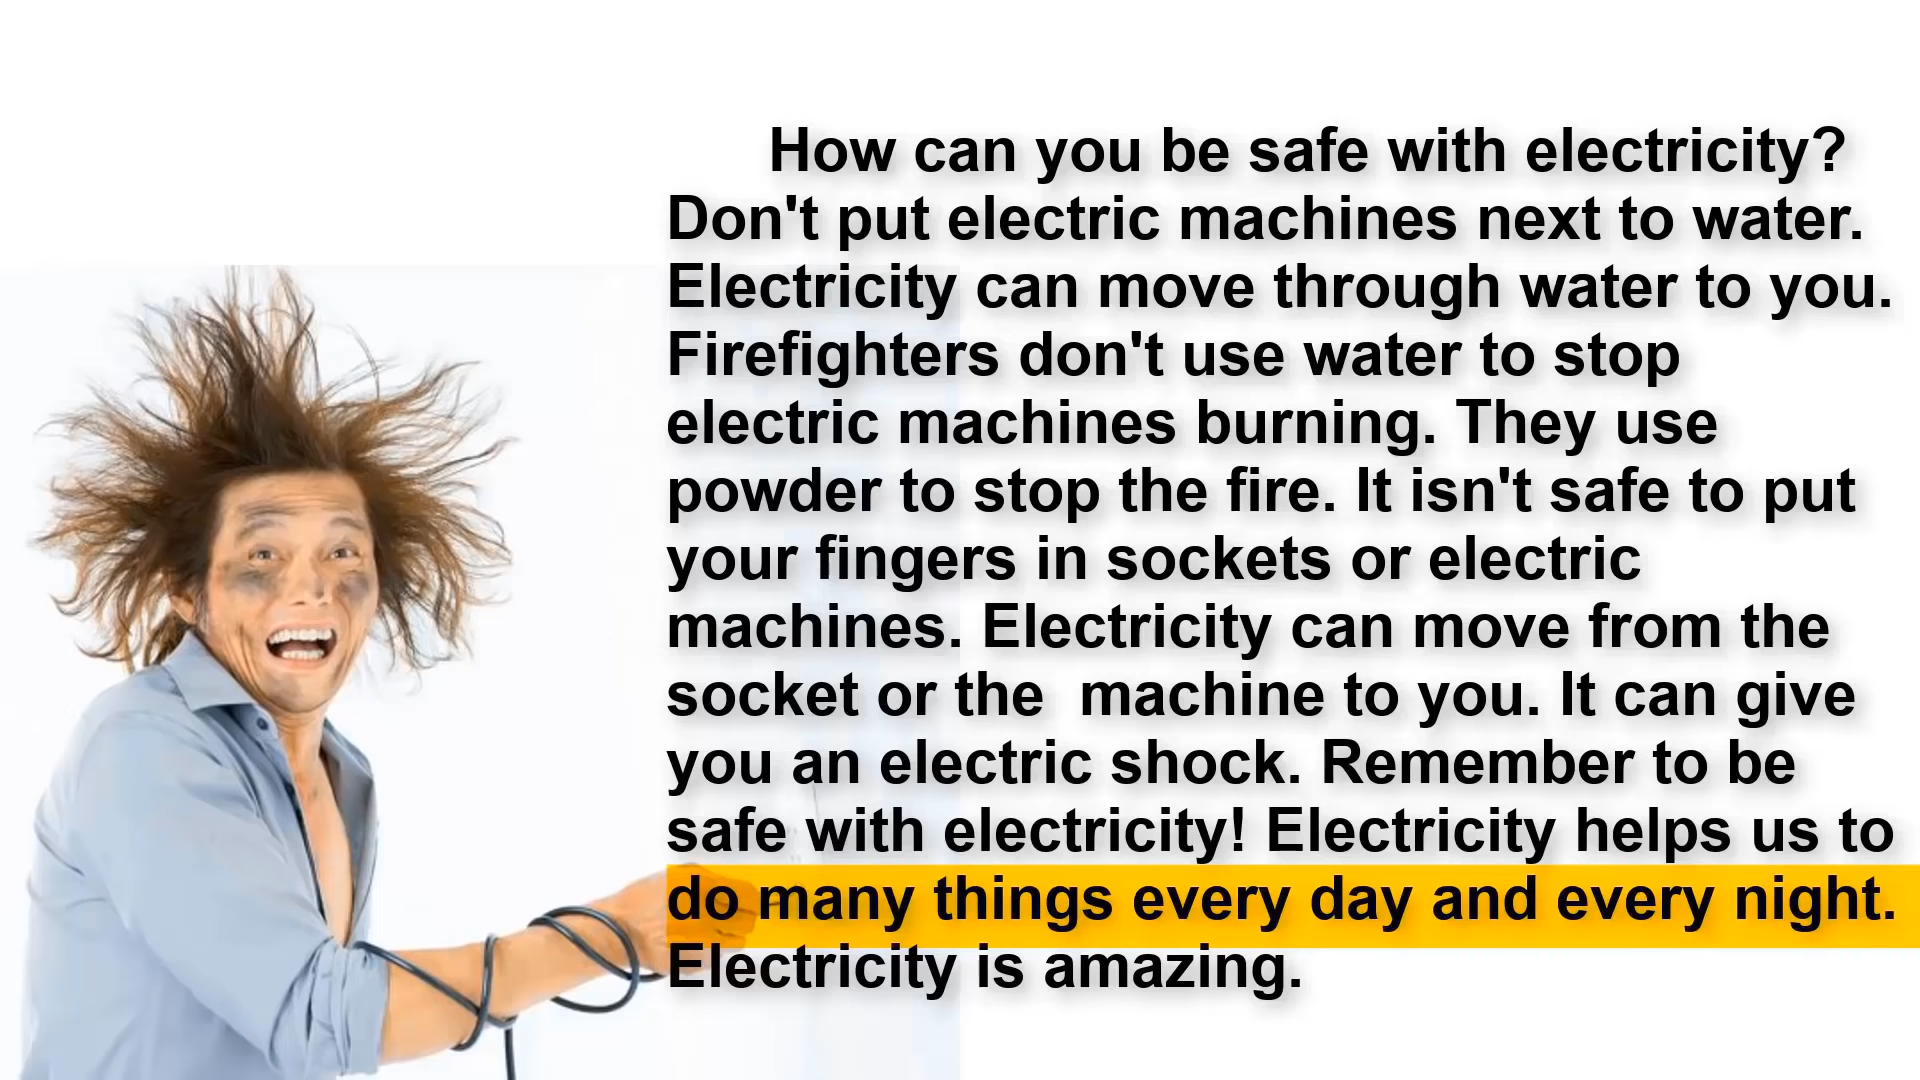 How can you be safe with electricity?
Don't put electric machines next to water.
Electricity can move through water to you.
Firefighters don't use water to stop
electric machines burning. They use
powder to stop the fire. It isn't safe to put
your fingers in sockets or electric
machines. Electricity can move from the
socket or the  machine to you. It can give
you an electric shock. Remember to be
safe with electricity! Electricity helps us to
do many things every day and every night.
Electricity is amazing.